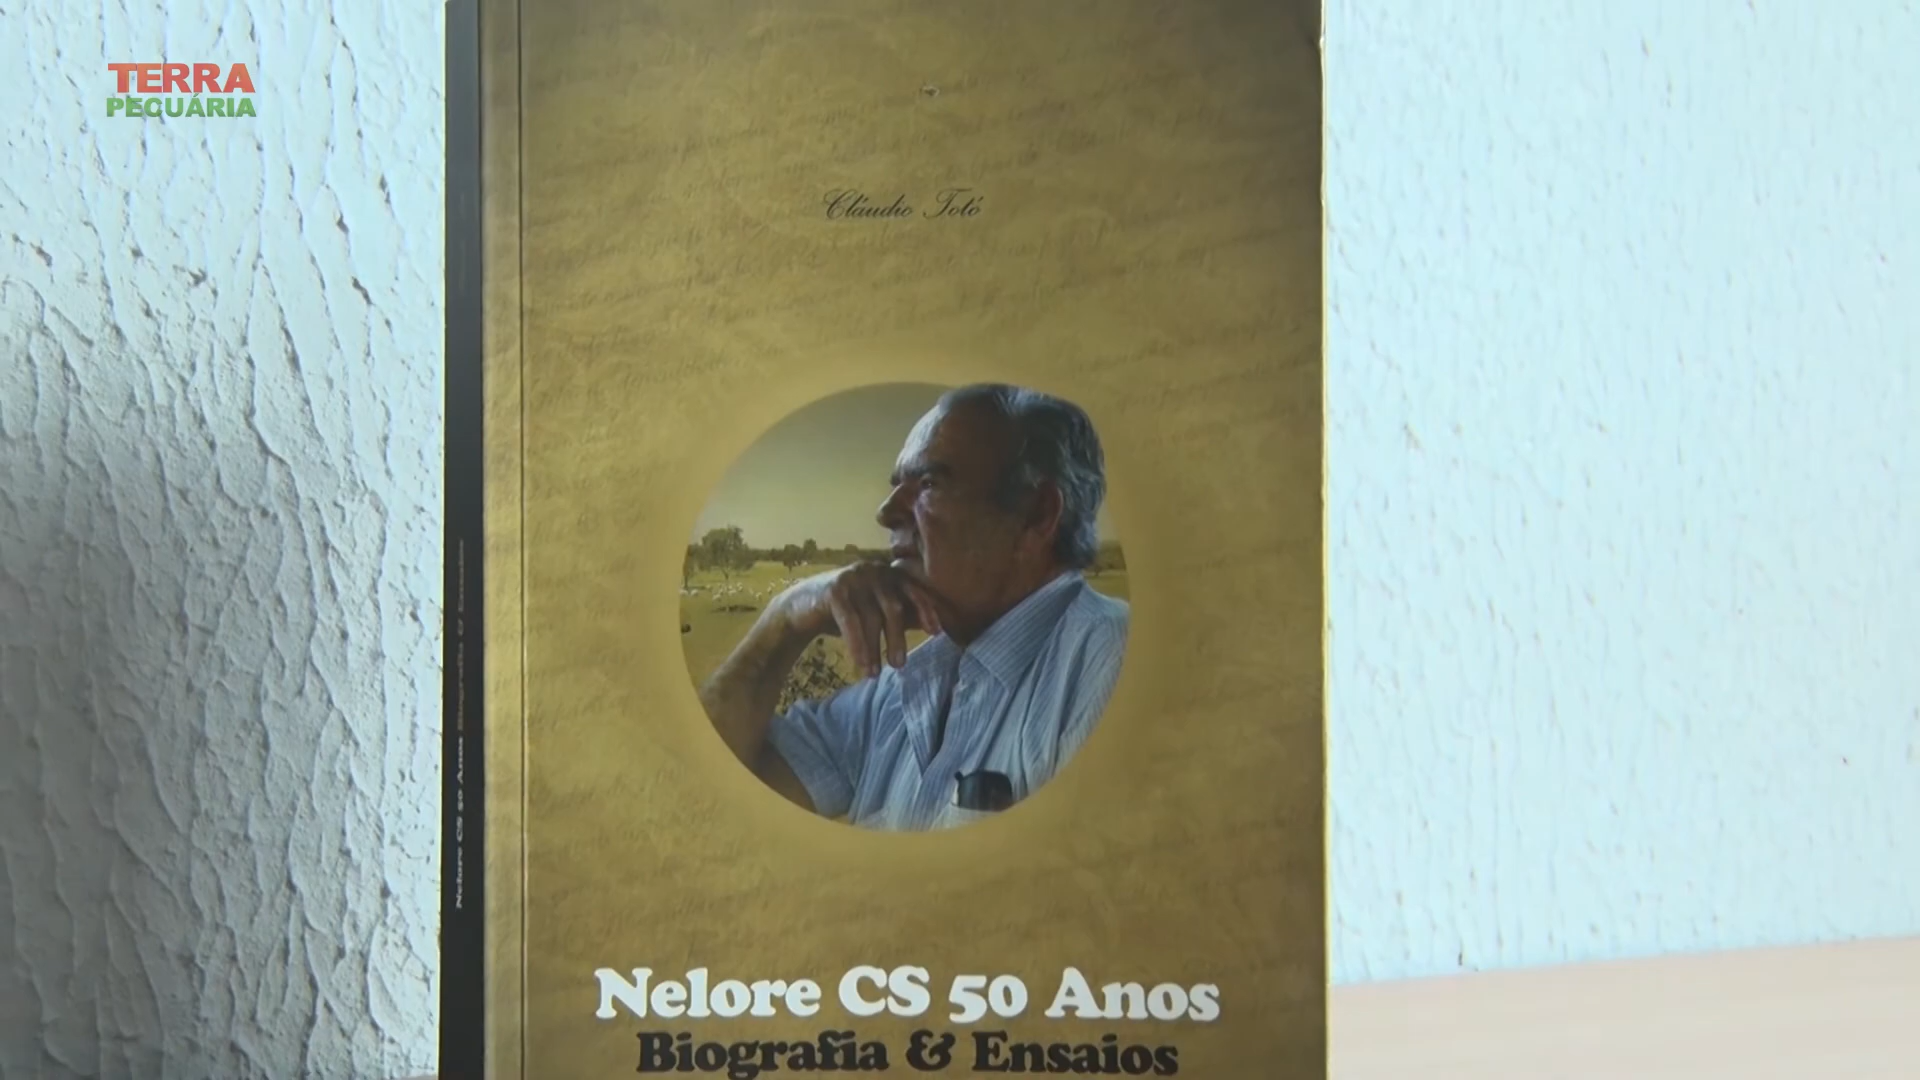 TERRA
PECUÁRIA
Cláudio Totó
Nelore CS 50 Anos
Biografia & Ensaios
Nelore CS 50 Anos Biografia & Ensaios